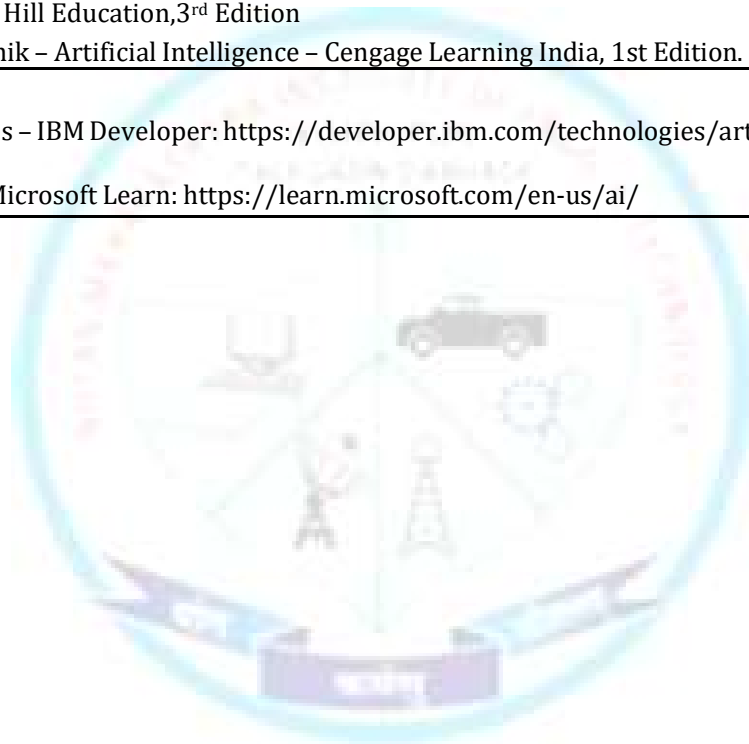 Hill Education,3rd Edition
nik – Artificial Intelligence – Cengage Learning India, 1st Edition.
s – IBM Developer: https://developer.ibm.com/technologies/art
Microsoft Learn: https://learn.microsoft.com/en-us/ai/